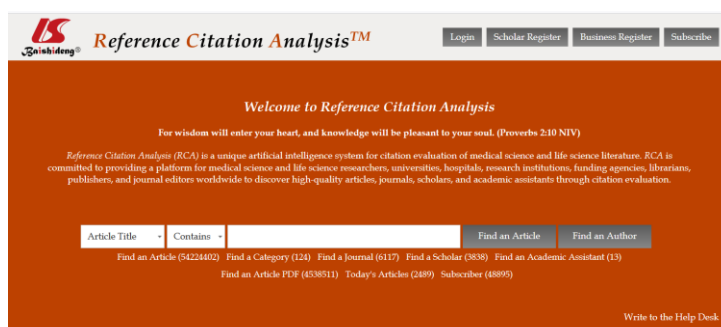 Baishideng®
Reference Citation Analysis™
Login
Scholar Register
Business Register
Subscribe
Welcome to Reference Citation Analysis
For wisdom will enter your heart, and knowledge will be pleasant to your soul. (Proverbs 2:10 NIV)
Reference Citation Analysis (RCA) is a unique artificial intelligence system for citation evaluation of medical science and life science literature. RCA is
committed to providing a platform for medical science and life science researchers, universities, hospitals, research institutions, funding agencies, librarians,
publishers, and journal editors worldwide to discover high-quality articles, journals, scholars, and academic assistants through citation evaluation.
Article Title
Contains
Find an Article
Find an Author
Find an Article (54224402) Find a Category (124) Find a Journal (6117) Find a Scholar (3838) Find an Academic Assistant (13)
Find an Article PDF (4538511) Today's Articles (2489) Subscriber (48895)
Write to the Help Desk